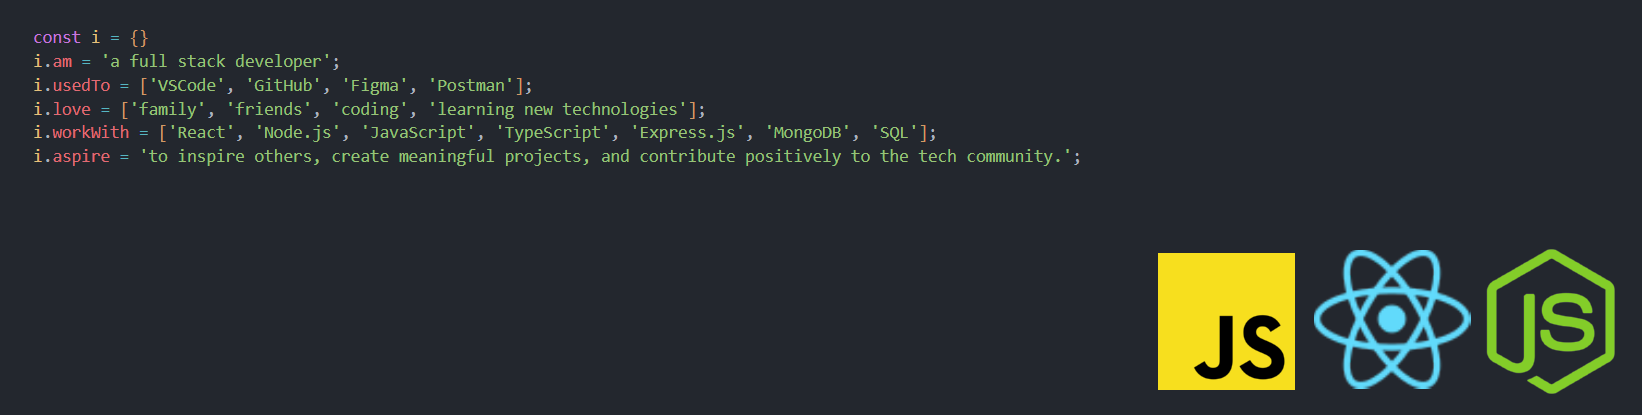 const i = {}
i.am = 'a full stack developer';
i.usedTo = ['VSCode', 'GitHub', 'Figma', 'Postman'];
i.love = ['family', 'friends', 'coding', 'learning new technologies'];
i.workWith = ['React', 'Node.js', 'JavaScript', 'TypeScript', 'Express.js', 'MongoDB', 'SQL'];
i.aspire = 'to inspire others, create meaningful projects, and contribute positively to the tech community.';
JS
JS